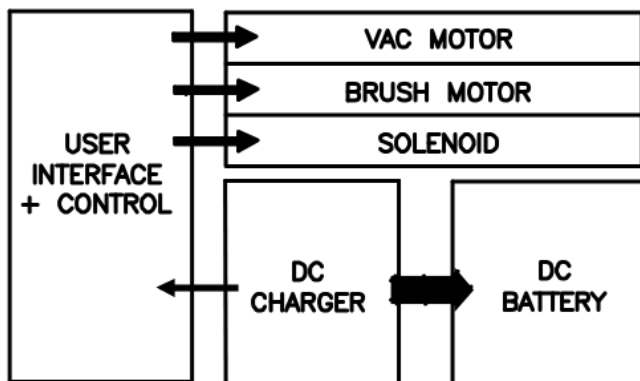 VAC MOTOR
BRUSH MOTOR
SOLENOID
USER
INTERFACE
+ CONTROL
DC
CHARGER
DC
BATTERY